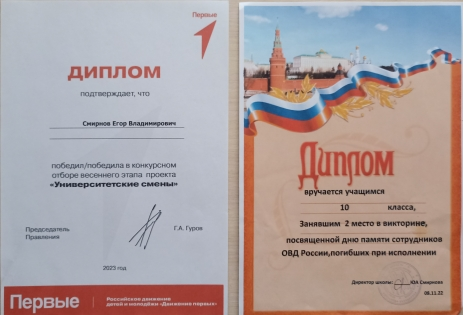 Первые
ДИПЛОМ
подтверждает, что
Смирнов Егор Владимирович
победил/победила в конкурсном
отборе весеннего этапа проекта
«Университетские смены»
Председатель
Правления
Г.А. Гуров
2023 год
Первые
Российское движение
детей и молодёжи «Движение первых»
Диплом
вручается учащимся
10 класса,
Занявшим 2 место в викторине,
посвященной дню памяти сотрудников
ОВД России,погибших при исполнении
Директор школы: Ю.А Смирнова
09.11.23